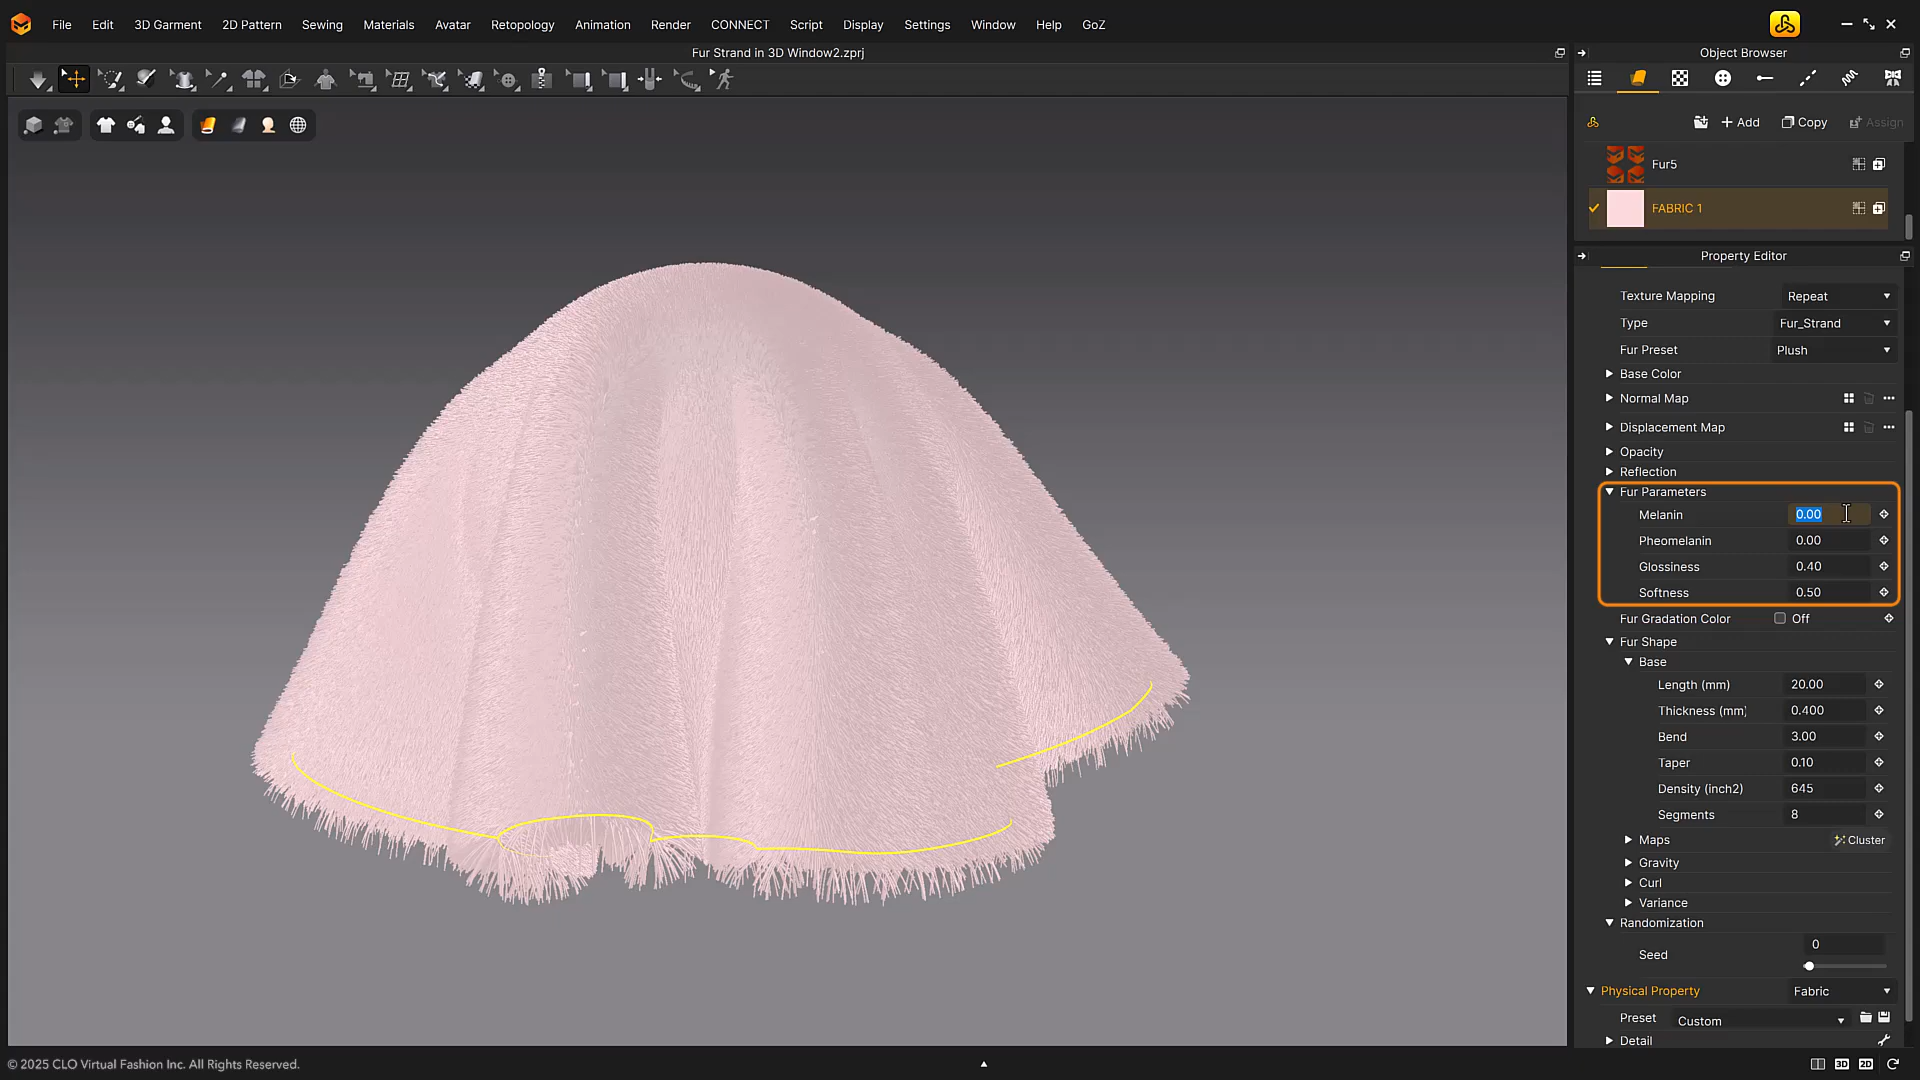 File Edit 3D Garment 2D Pattern Sewing Materials Avatar Retopology Animation Render CONNECT Script Display Settings Window Help GoZ
Fur Strand in 3D Window2.zprj
Object Browser
+ Add Copy Assign
Fur5
FABRIC 1
Property Editor
Texture Mapping Repeat
Type Fur_Strand
Fur Preset Plush
Base Color
Normal Map
Displacement Map
Opacity
Reflection
Fur Parameters
Melanin 0.00
Pheomelanin 0.00
Glossiness 0.40
Softness 0.50
Fur Gradation Color Off
Fur Shape
Base
Length (mm) 20.00
Thickness (mm) 0.400
Bend 3.00
Taper 0.10
Density (inch2) 645
Segments 8
Maps Cluster
Gravity
Curl
Variance
Randomization
Seed 0
Physical Property Fabric
Preset Custom
Detail
© 2025 CLO Virtual Fashion Inc. All Rights Reserved.
3D 2D